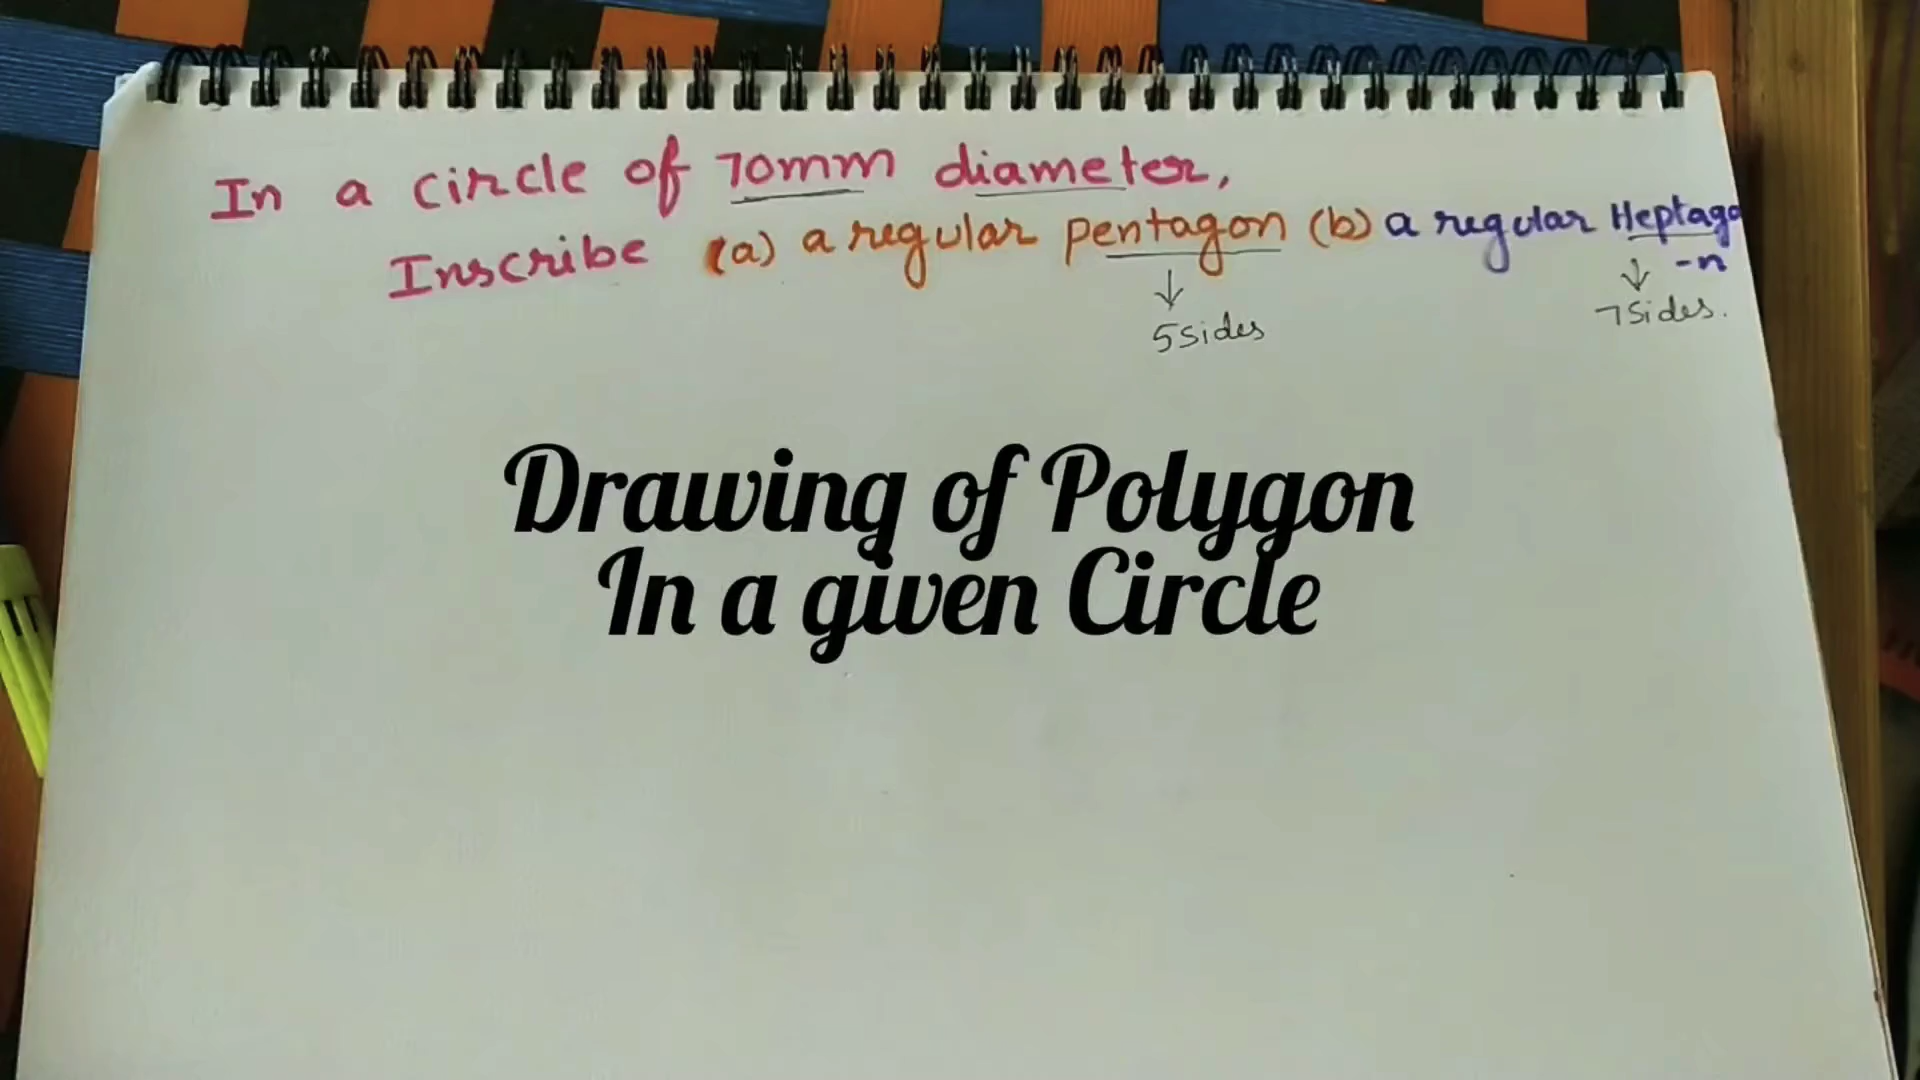 In a circle of 70mm diameter,
Inscribe (a) a regular pentagon (b) a regular Heptago
-n
↓ ↓
5sides 7sides.
Drawing of Polygon
In a given Circle